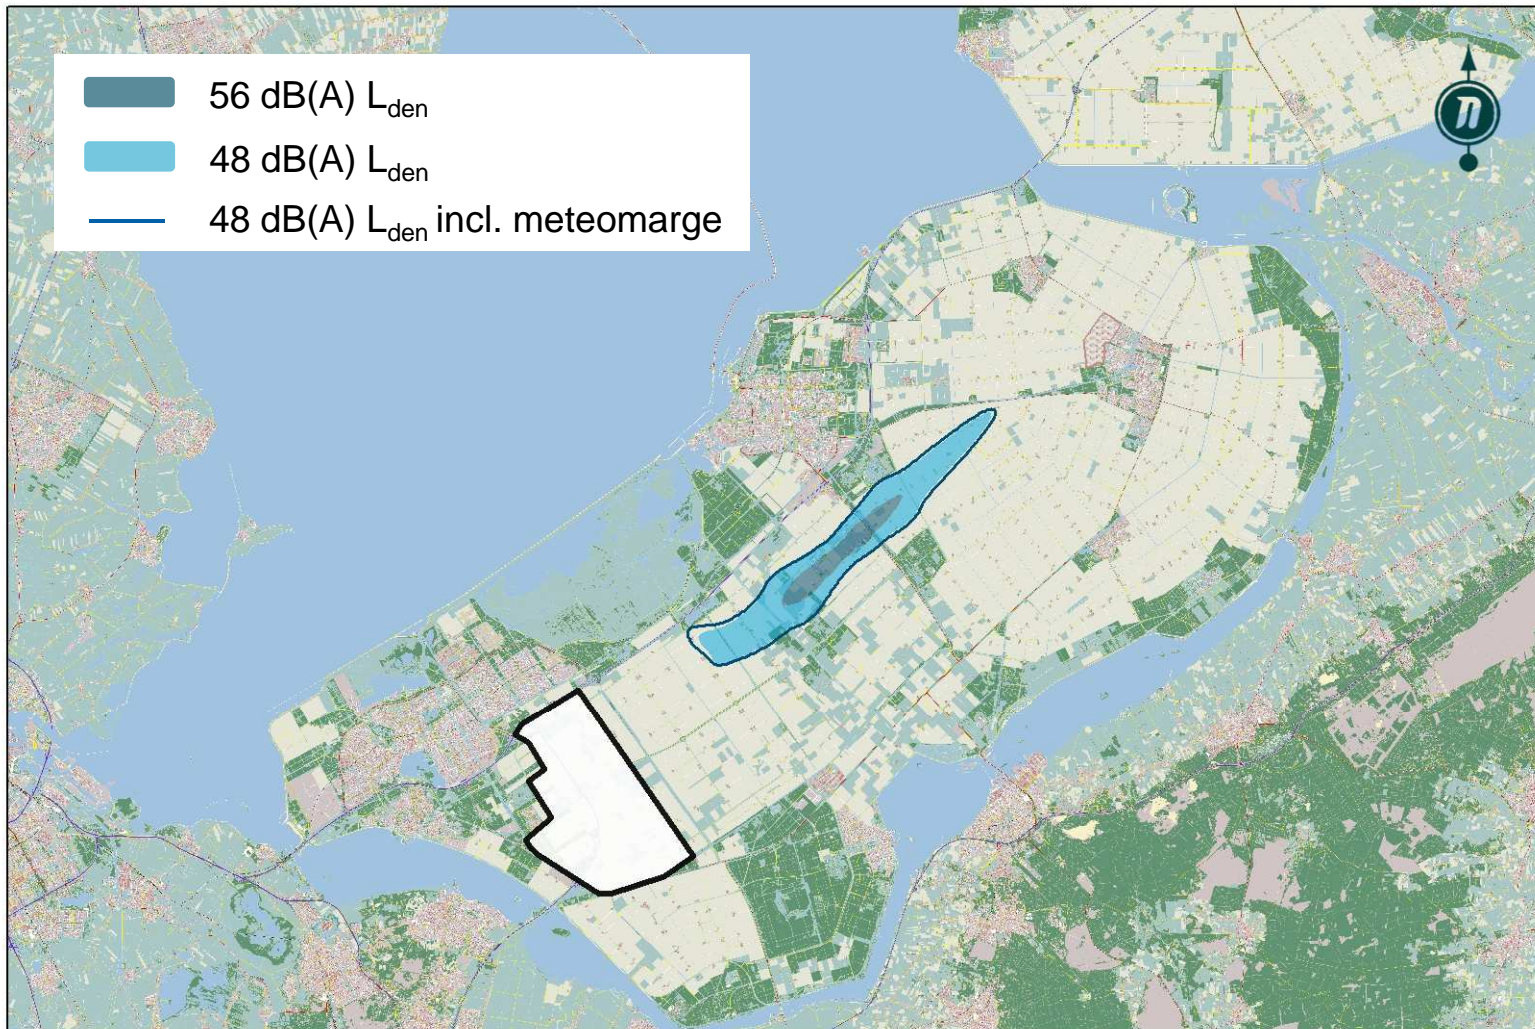 56 dB(A) Lden
48 dB(A) Lden
48 dB(A) Lden incl. meteomarge
n